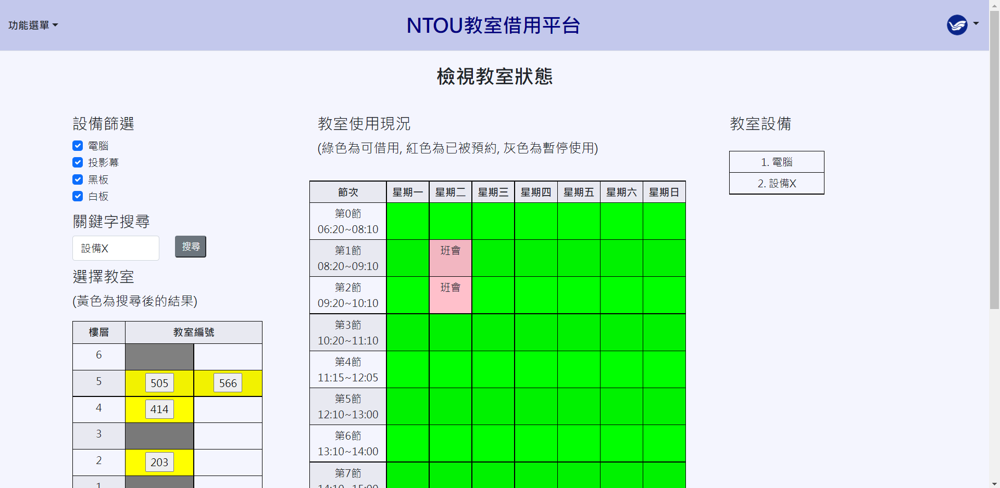 功能選單
NTOU教室借用平台
檢視教室狀態
設備篩選
電腦
投影幕
黑板
白板
關鍵字搜尋
設備X
搜尋
選擇教室
(黃色為搜尋後的結果)
樓層 教室編號
6
5 505 566
4 414
3
2 203
1
教室使用現況
(綠色為可借用, 紅色為已被預約, 灰色為暫停使用)
節次 星期一 星期二 星期三 星期四 星期五 星期六 星期日
第0節
06:20~08:10
第1節 班會
08:20~09:10
第2節 班會
09:20~10:10
第3節
10:20~11:10
第4節
11:15~12:05
第5節
12:10~13:00
第6節
13:10~14:00
第7節
14:10~15:00
教室設備
1. 電腦
2. 設備X